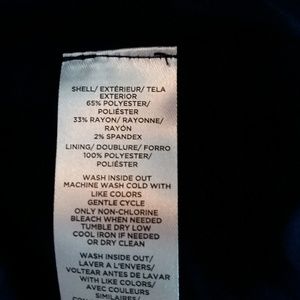 SHELL/ EXTÉRIEUR/ TELA
EXTERIOR
65% POLYESTER/
POLIÉSTER
33% RAYON/ RAYONNE/
RAYÓN
2% SPANDEX
LINING/ DOUBLURE/ FORRO
100% POLYESTER/
POLIÉSTER
WASH INSIDE OUT
MACHINE WASH COLD WITH
LIKE COLORS
GENTLE CYCLE
ONLY NON-CHLORINE
BLEACH WHEN NEEDED
TUMBLE DRY LOW
COOL IRON IF NEEDED
OR DRY CLEAN
WASH INSIDE OUT/
LAVER A L'ENVERS/
VOLTEAR ANTES DE LAVAR
WITH LIKE COLORS/
AVEC COULEURS
SIMILAIRES/